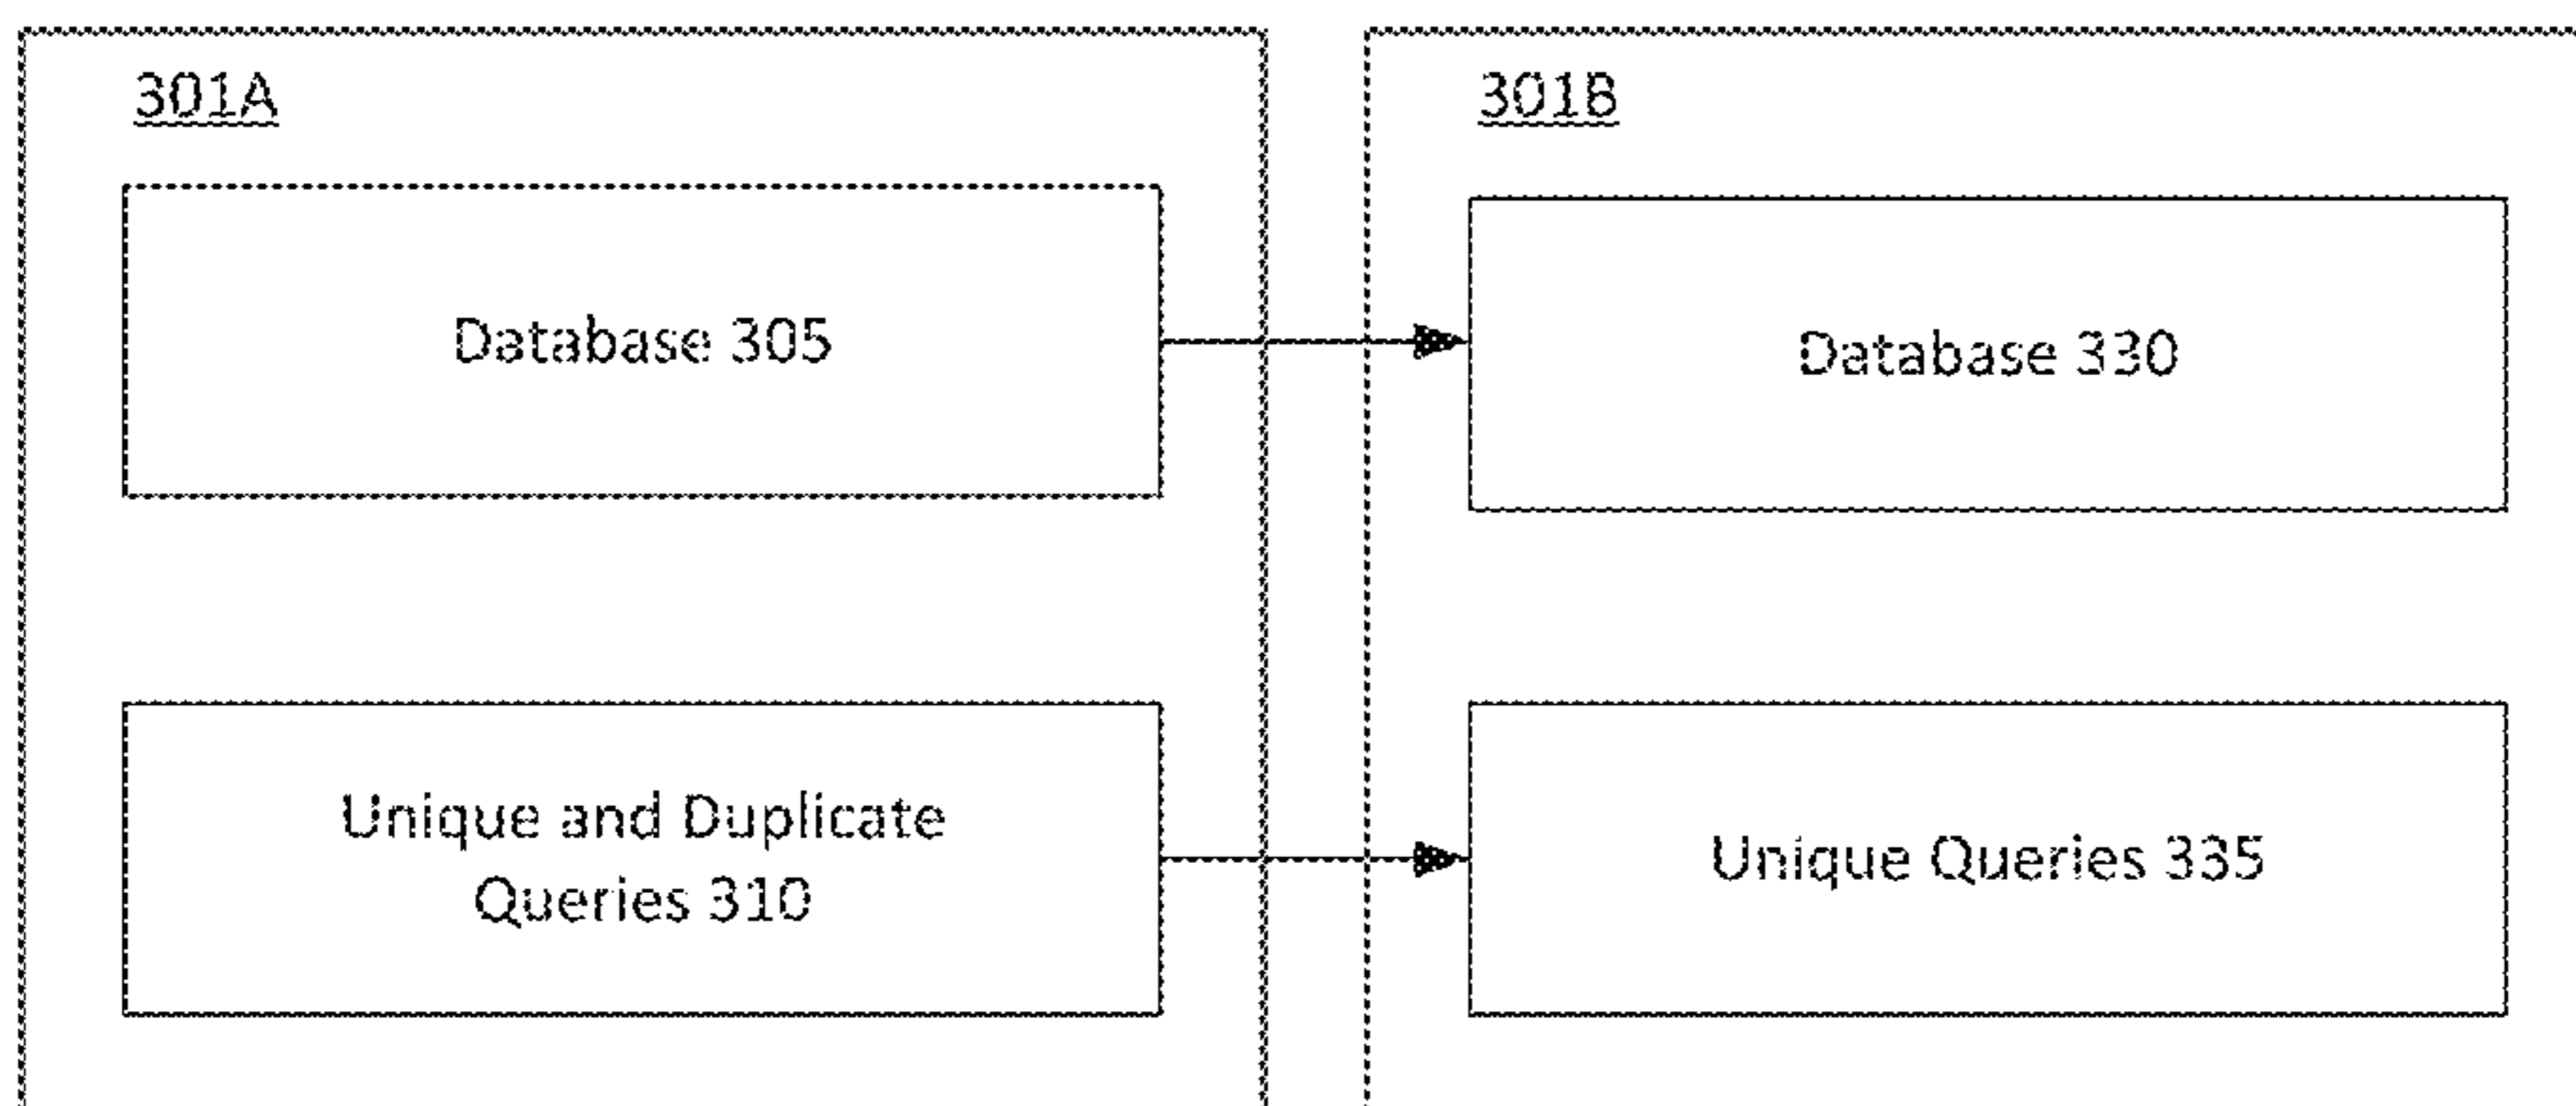 301A
301B
Database 305
Database 330
Unique and Duplicate
Queries 310
Unique Queries 335